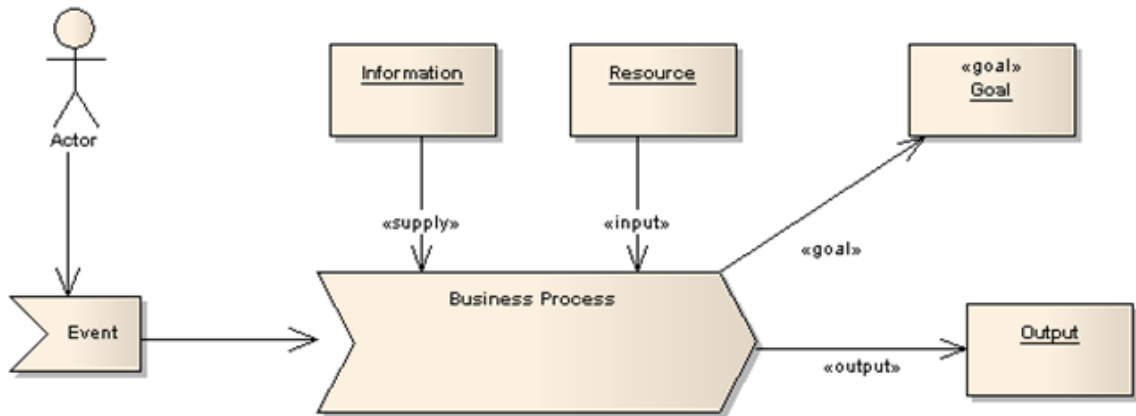 Actor
Information
Resource
«goal»
Goal
«supply»
«input»
«goal»
Event
Business Process
Output
«output»